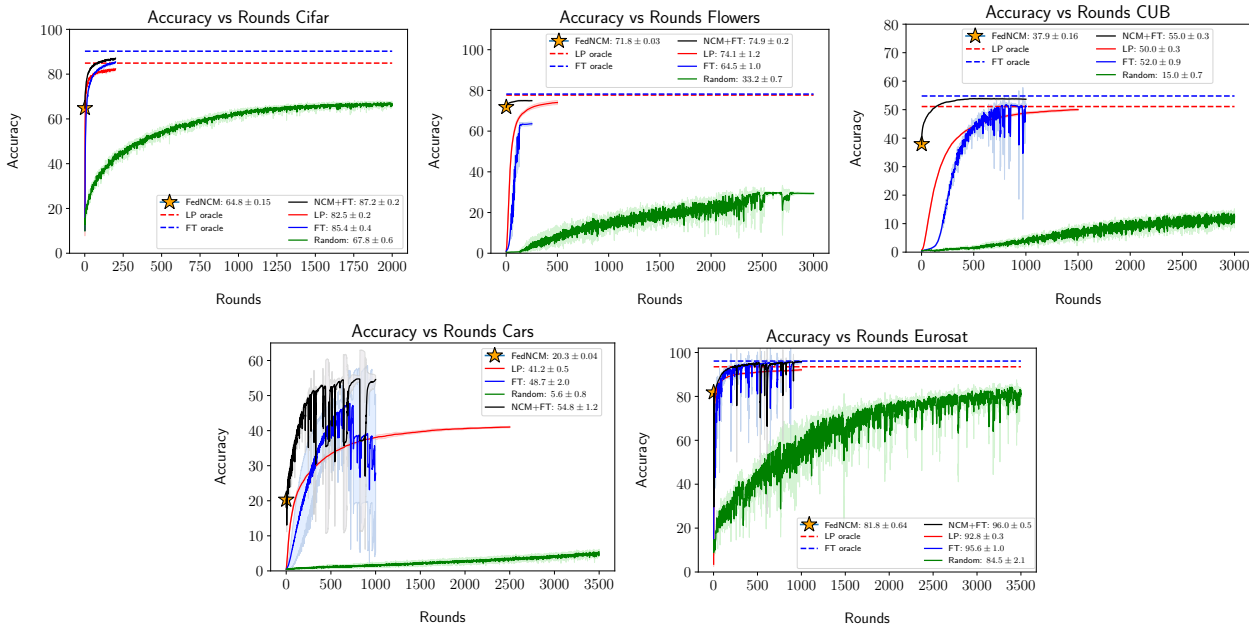 Accuracy vs Rounds Cifar
100
80
60
40
20
0
Accuracy
FedNCM: 64.8 ± 0.15
LP oracle
FT oracle
NCM+FT: 87.2 ± 0.2
LP: 82.5 ± 0.2
FT: 85.4 ± 0.4
Random: 67.8 ± 0.6
0 250 500 750 1000 1250 1500 1750 2000
Rounds
Accuracy vs Rounds Flowers
100
80
60
40
20
0
Accuracy
FedNCM: 71.8 ± 0.03
LP oracle
FT oracle
NCM+FT: 74.9 ± 0.2
LP: 74.1 ± 1.2
FT: 64.5 ± 1.0
Random: 33.2 ± 0.7
0 500 1000 1500 2000 2500 3000
Rounds
Accuracy vs Rounds CUB
80
70
60
50
40
30
20
10
0
Accuracy
FedNCM: 37.9 ± 0.16
LP oracle
FT oracle
NCM+FT: 55.0 ± 0.3
LP: 50.0 ± 0.3
FT: 52.0 ± 0.9
Random: 15.0 ± 0.7
0 500 1000 1500 2000 2500 3000
Rounds
Accuracy vs Rounds Cars
60
50
40
30
20
10
0
Accuracy
FedNCM: 20.3 ± 0.04
LP: 41.2 ± 0.5
FT: 48.7 ± 2.0
Random: 5.6 ± 0.8
NCM+FT: 54.8 ± 1.2
0 500 1000 1500 2000 2500 3000 3500
Rounds
Accuracy vs Rounds Eurosat
100
80
60
40
20
0
Accuracy
FedNCM: 81.8 ± 0.64
LP oracle
FT oracle
NCM+FT: 96.0 ± 0.5
LP: 92.8 ± 0.3
FT: 95.6 ± 1.0
Random: 84.5 ± 2.1
0 500 1000 1500 2000 2500 3000 3500
Rounds